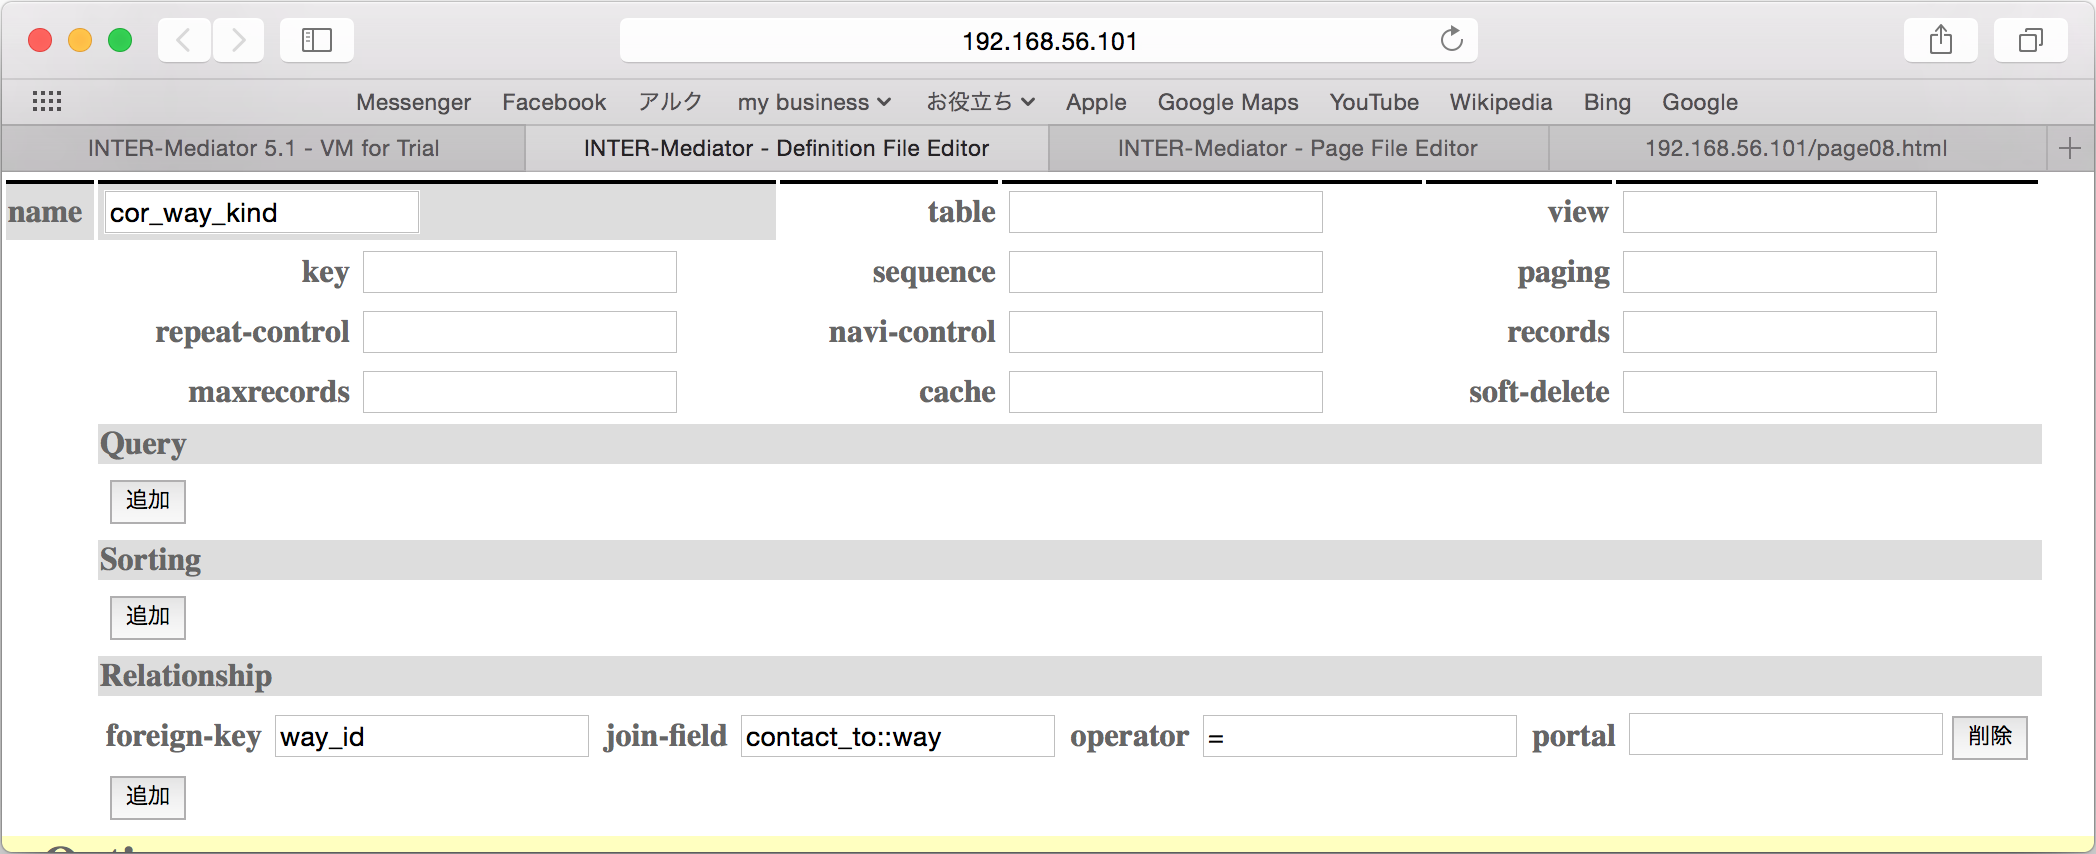 192.168.56.101
Messenger Facebook アルク my business お役立ち Apple Google Maps YouTube Wikipedia Bing Google
INTER-Mediator 5.1 - VM for Trial INTER-Mediator - Definition File Editor INTER-Mediator - Page File Editor 192.168.56.101/page08.html
name cor_way_kind table view
key sequence paging
repeat-control navi-control records
maxrecords cache soft-delete
Query
追加
Sorting
追加
Relationship
foreign-key way_id join-field contact_to::way operator = portal 削除
追加